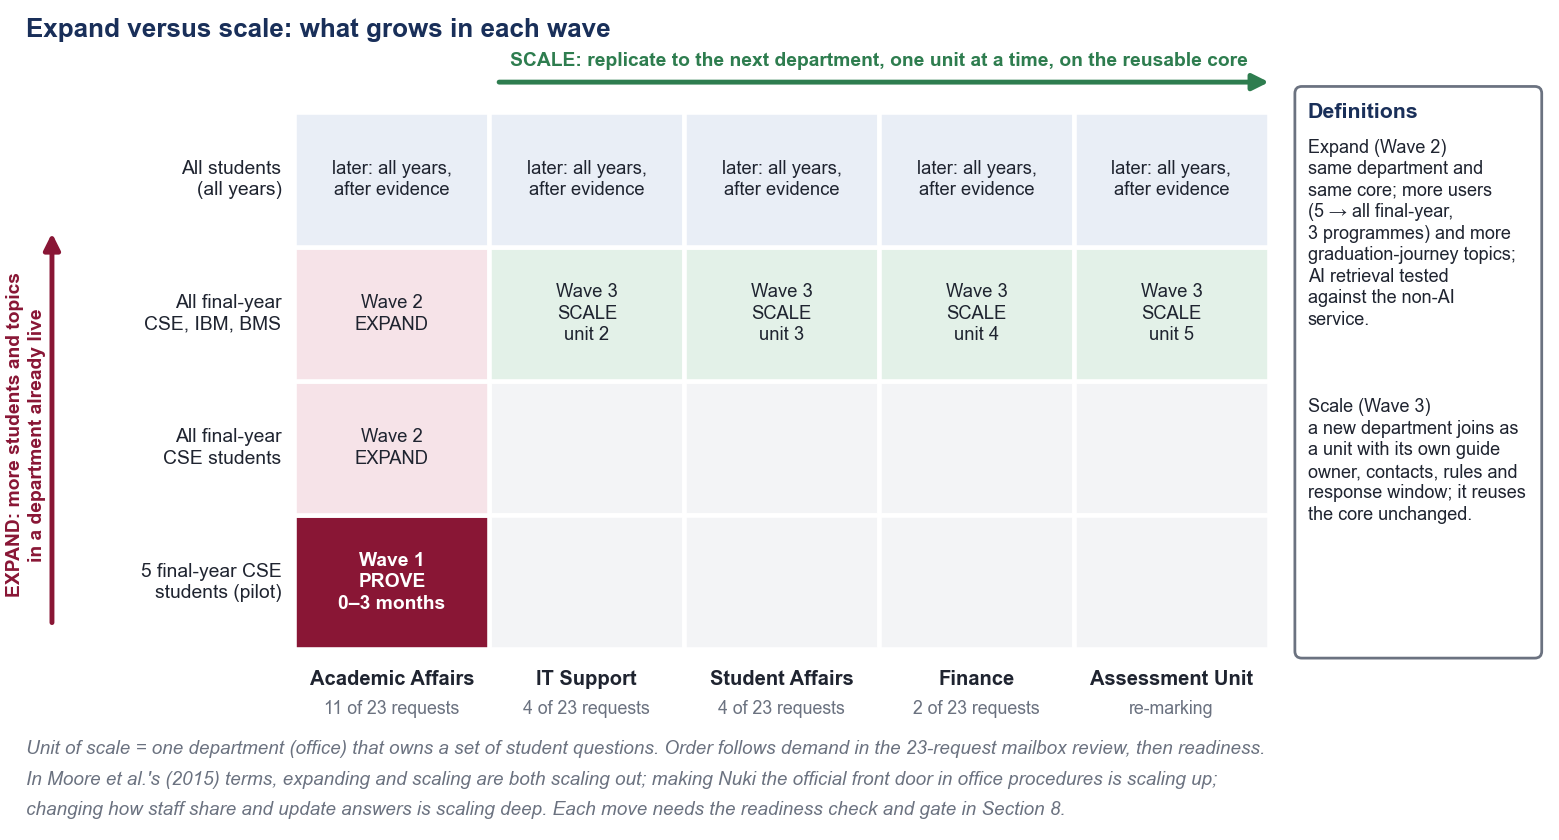 Expand versus scale: what grows in each wave
SCALE: replicate to the next department, one unit at a time, on the reusable core
EXPAND: more students and topics
in a department already live
All students
(all years)
later: all years,
after evidence
later: all years,
after evidence
later: all years,
after evidence
later: all years,
after evidence
later: all years,
after evidence
All final-year
CSE, IBM, BMS
Wave 2
EXPAND
Wave 3
SCALE
unit 2
Wave 3
SCALE
unit 3
Wave 3
SCALE
unit 4
Wave 3
SCALE
unit 5
All final-year
CSE students
Wave 2
EXPAND
5 final-year CSE
students (pilot)
Wave 1
PROVE
0–3 months
Academic Affairs
11 of 23 requests
IT Support
4 of 23 requests
Student Affairs
4 of 23 requests
Finance
2 of 23 requests
Assessment Unit
re-marking
Definitions
Expand (Wave 2)
same department and
same core; more users
(5 → all final-year,
3 programmes) and more
graduation-journey topics;
AI retrieval tested
against the non-AI
service.
Scale (Wave 3)
a new department joins as
a unit with its own guide
owner, contacts, rules and
response window; it reuses
the core unchanged.
Unit of scale = one department (office) that owns a set of student questions. Order follows demand in the 23-request mailbox review, then readiness.
In Moore et al.'s (2015) terms, expanding and scaling are both scaling out; making Nuki the official front door in office procedures is scaling up;
changing how staff share and update answers is scaling deep. Each move needs the readiness check and gate in Section 8.